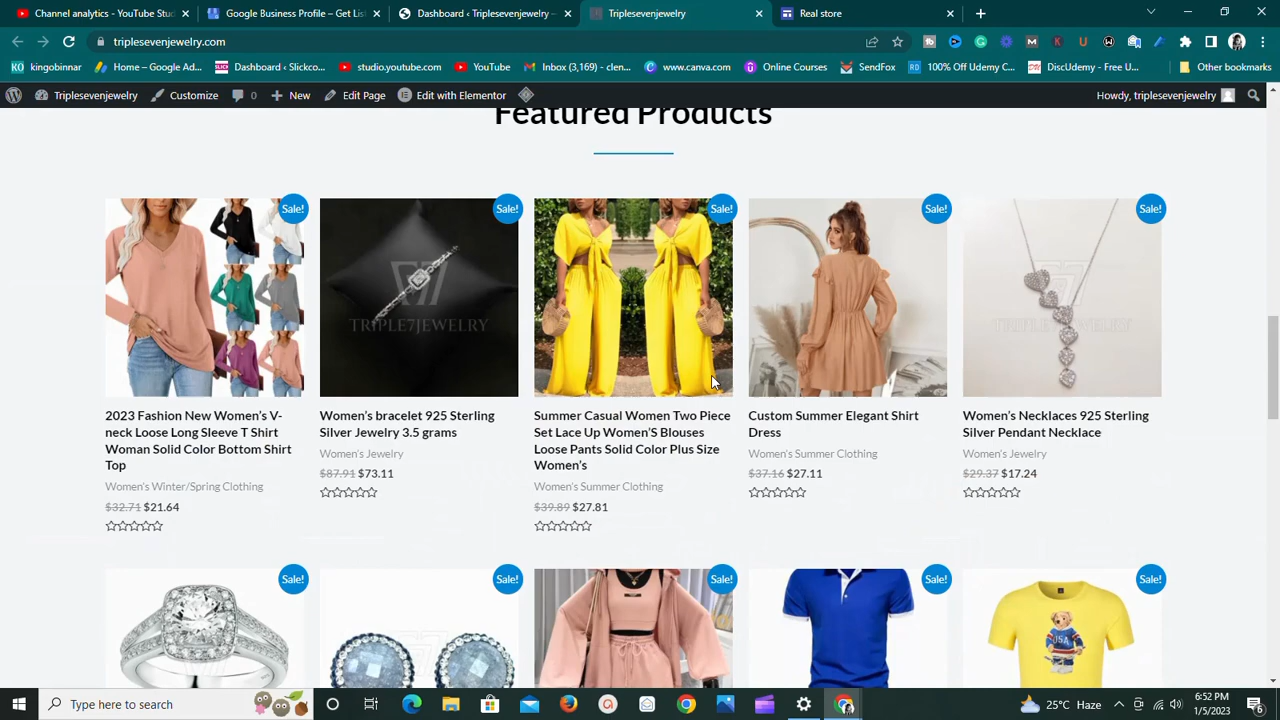 Channel analytics - YouTube Stud
Google Business Profile – Get List
Dashboard ‹ Triplesevenjewelry —
Triplesevenjewelry
Real store
triplesevenjewelry.com
kingobinnar
Home – Google Ad...
Dashboard ‹ Slickco...
studio.youtube.com
YouTube
Inbox (3,169) - clen...
www.canva.com
Online Courses
SendFox
100% Off Udemy C...
DiscUdemy - Free U...
Other bookmarks
Triplesevenjewelry
Customize
0
New
Edit Page
Edit with Elementor
Howdy, triplesevenjewelry
Featured Products
Sale!
Sale!
Sale!
Sale!
Sale!
TRIPLE7JEWELRY
TRIPLE7JEWELRY
2023 Fashion New Women's V-
neck Loose Long Sleeve T Shirt
Woman Solid Color Bottom Shirt
Top
Women's Winter/Spring Clothing
$32.71 $21.64
Women's bracelet 925 Sterling
Silver Jewelry 3.5 grams
Women's Jewelry
$87.91 $73.11
Summer Casual Women Two Piece
Set Lace Up Women'S Blouses
Loose Pants Solid Color Plus Size
Women's
Women's Summer Clothing
$39.89 $27.81
Custom Summer Elegant Shirt
Dress
Women's Summer Clothing
$37.16 $27.11
Women's Necklaces 925 Sterling
Silver Pendant Necklace
Women's Jewelry
$29.37 $17.24
Sale!
Sale!
Sale!
Sale!
Sale!
USA
Type here to search
25°C Haze
6:52 PM
1/5/2023
6